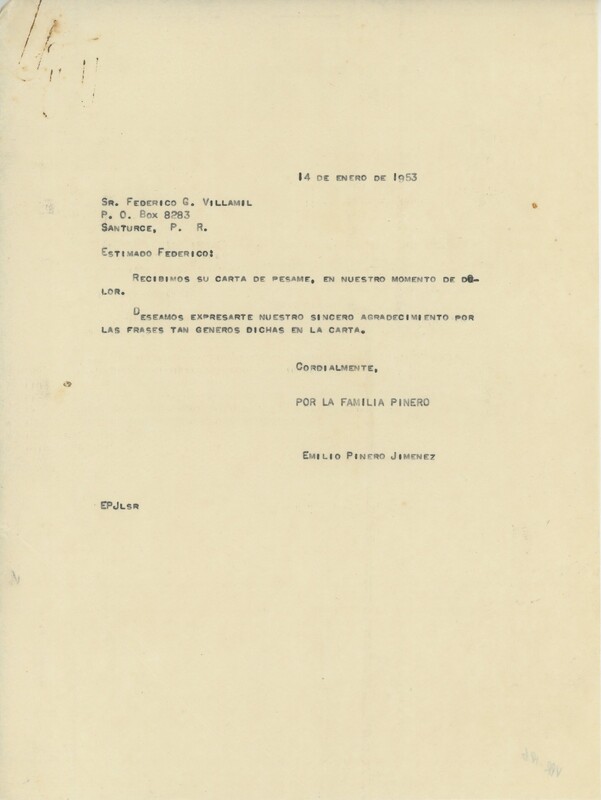 14 DE ENERO DE 1953
SR. FEDERICO G. VILLAMIL
P. O. BOX 8283
SANTURCE, P. R.
ESTIMADO FEDERICO:
RECIBIMOS SU CARTA DE PESAME, EN NUESTRO MOMENTO DE DO-
LOR.
DESEAMOS EXPRESARTE NUESTRO SINCERO AGRADECIMIENTO POR
LAS FRASES TAN GENEROS DICHAS EN LA CARTA.
CORDIALMENTE,
POR LA FAMILIA PINERO
EMILIO PINERO JIMENEZ
EPJLSR